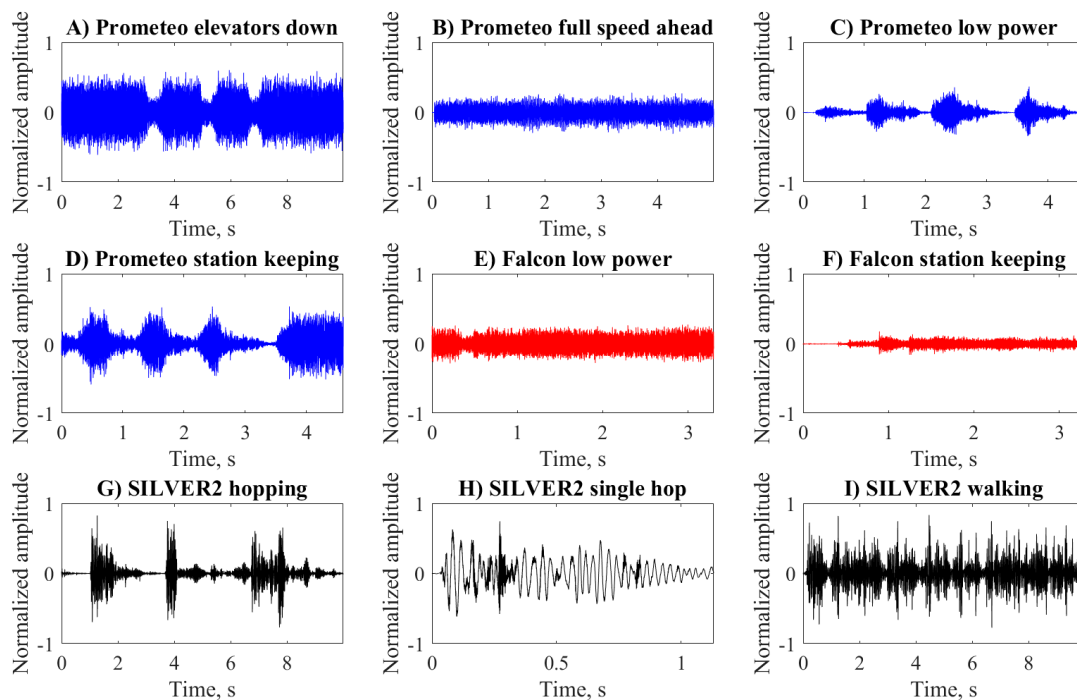 A) Prometeo elevators down
Normalized amplitude
1
0
-1
0 2 4 6 8
Time, s
B) Prometeo full speed ahead
Normalized amplitude
1
0
-1
0 1 2 3 4
Time, s
C) Prometeo low power
Normalized amplitude
1
0
-1
0 1 2 3 4
Time, s
D) Prometeo station keeping
Normalized amplitude
1
0
-1
0 1 2 3 4
Time, s
E) Falcon low power
Normalized amplitude
1
0
-1
0 1 2 3
Time, s
F) Falcon station keeping
Normalized amplitude
1
0
-1
0 1 2 3
Time, s
G) SILVER2 hopping
Normalized amplitude
1
0
-1
0 2 4 6 8
Time, s
H) SILVER2 single hop
Normalized amplitude
1
0
-1
0 0.5 1
Time, s
I) SILVER2 walking
Normalized amplitude
1
0
-1
0 2 4 6 8
Time, s